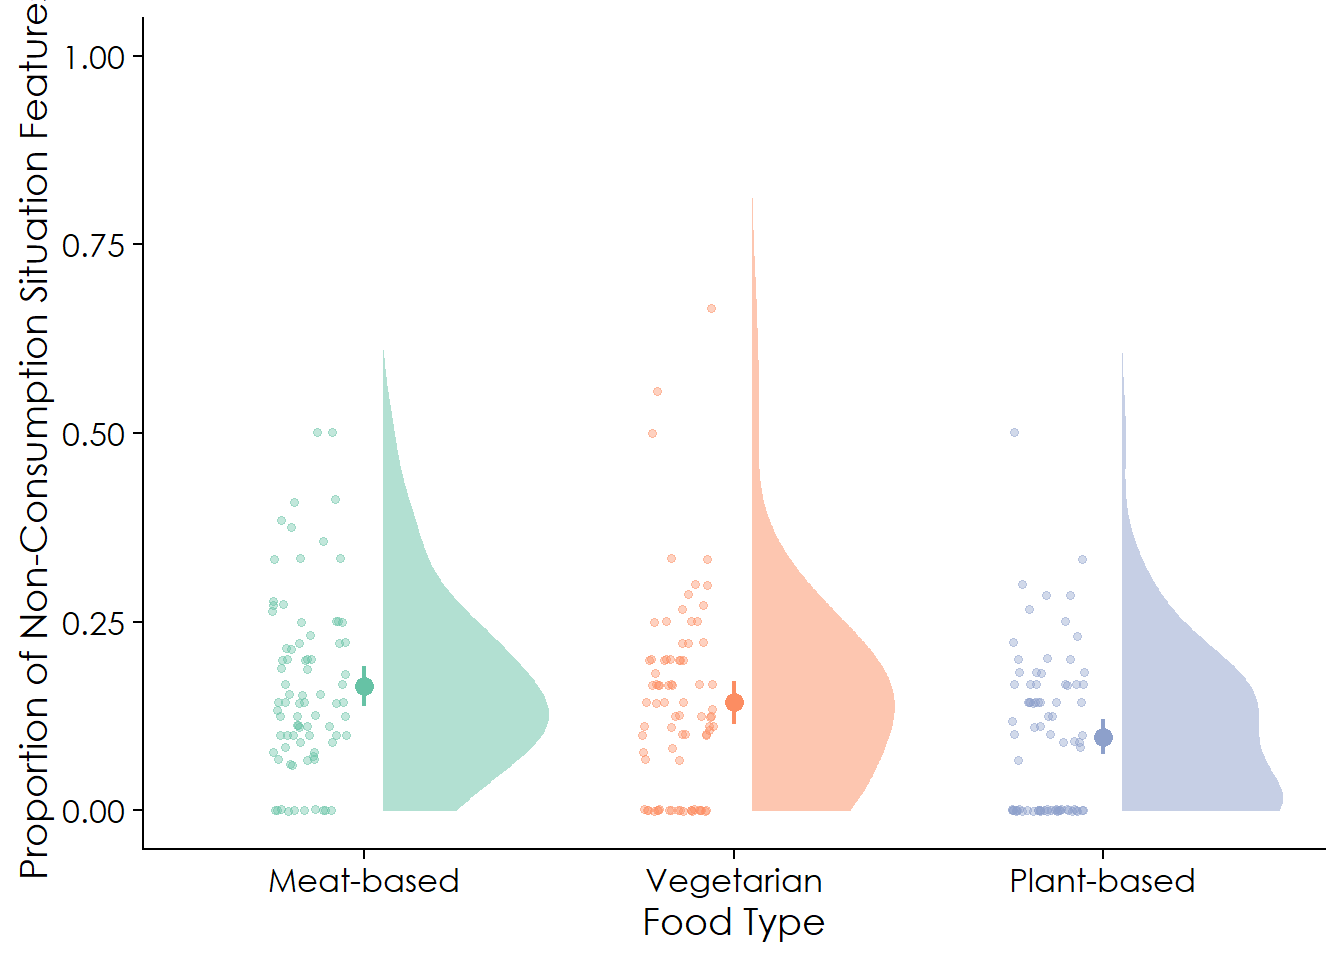 Proportion of Non-Consumption Situation Features
1.00
0.75
0.50
0.25
0.00
Meat-based
Vegetarian
Plant-based
Food Type